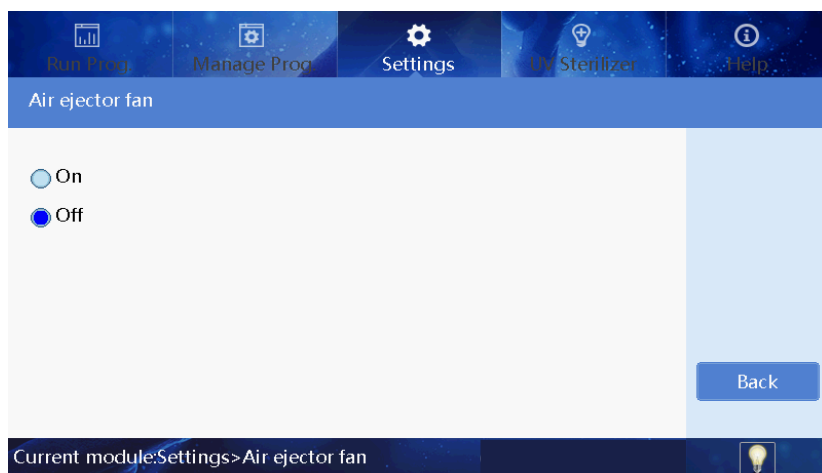 Run Prog.
Manage Prog.
Settings
UV Sterilizer
Help
Air ejector fan
On
Off
Back
Current module:Settings>Air ejector fan